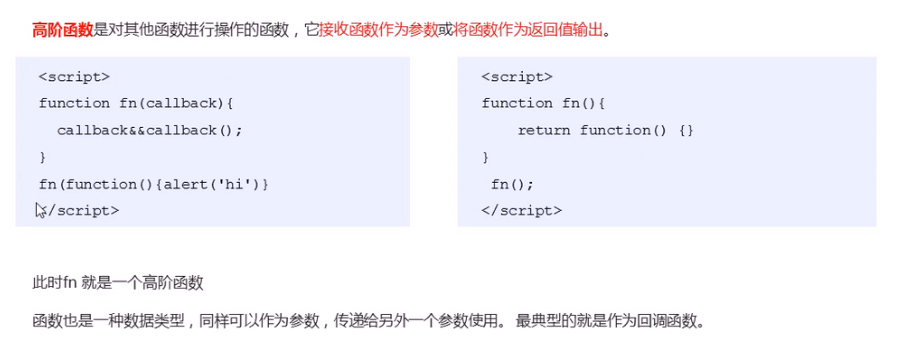 高阶函数是对其他函数进行操作的函数，它接收函数作为参数或将函数作为返回值输出。
<script>
function fn(callback){
  callback&&callback();
}
fn(function(){alert('hi')}
</script>
<script>
function fn(){
    return function() {}
}
 fn();
</script>
此时fn 就是一个高阶函数
函数也是一种数据类型，同样可以作为参数，传递给另外一个参数使用。 最典型的就是作为回调函数。